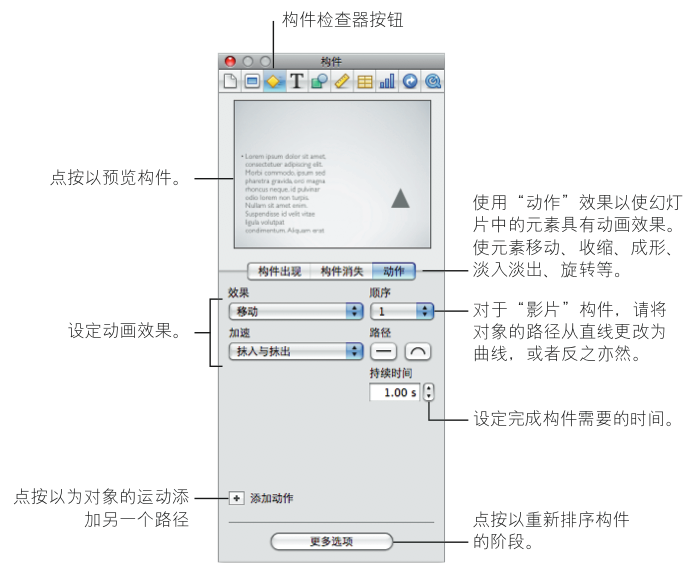 构件检查器按钮
构件
T
• Lorem ipsum dolor sit amet,
consectetuer adipiscing elit.
Morbi commodo, ipsum sed
pharetra gravida, orci magna
rhoncus neque, id pulvinar
odio lorem non turpis.
Nullam sit amet enim.
Suspendisse id velit vitae
ligula volutpat
condimentum. Aliquam erat
点按以预览构件。
使用“动作”效果以使幻灯
片中的元素具有动画效果。
使元素移动、收缩、成形、
淡入淡出、旋转等。
构件出现 构件消失 动作
效果 顺序
移动 1
设定动画效果。
对于“影片”构件，请将
对象的路径从直线更改为
曲线，或者反之亦然。
加速 路径
抹入与抹出
持续时间
1.00 s
设定完成构件需要的时间。
点按以为对象的运动添
加另一个路径
添加动作
更多选项
点按以重新排序构件
的阶段。